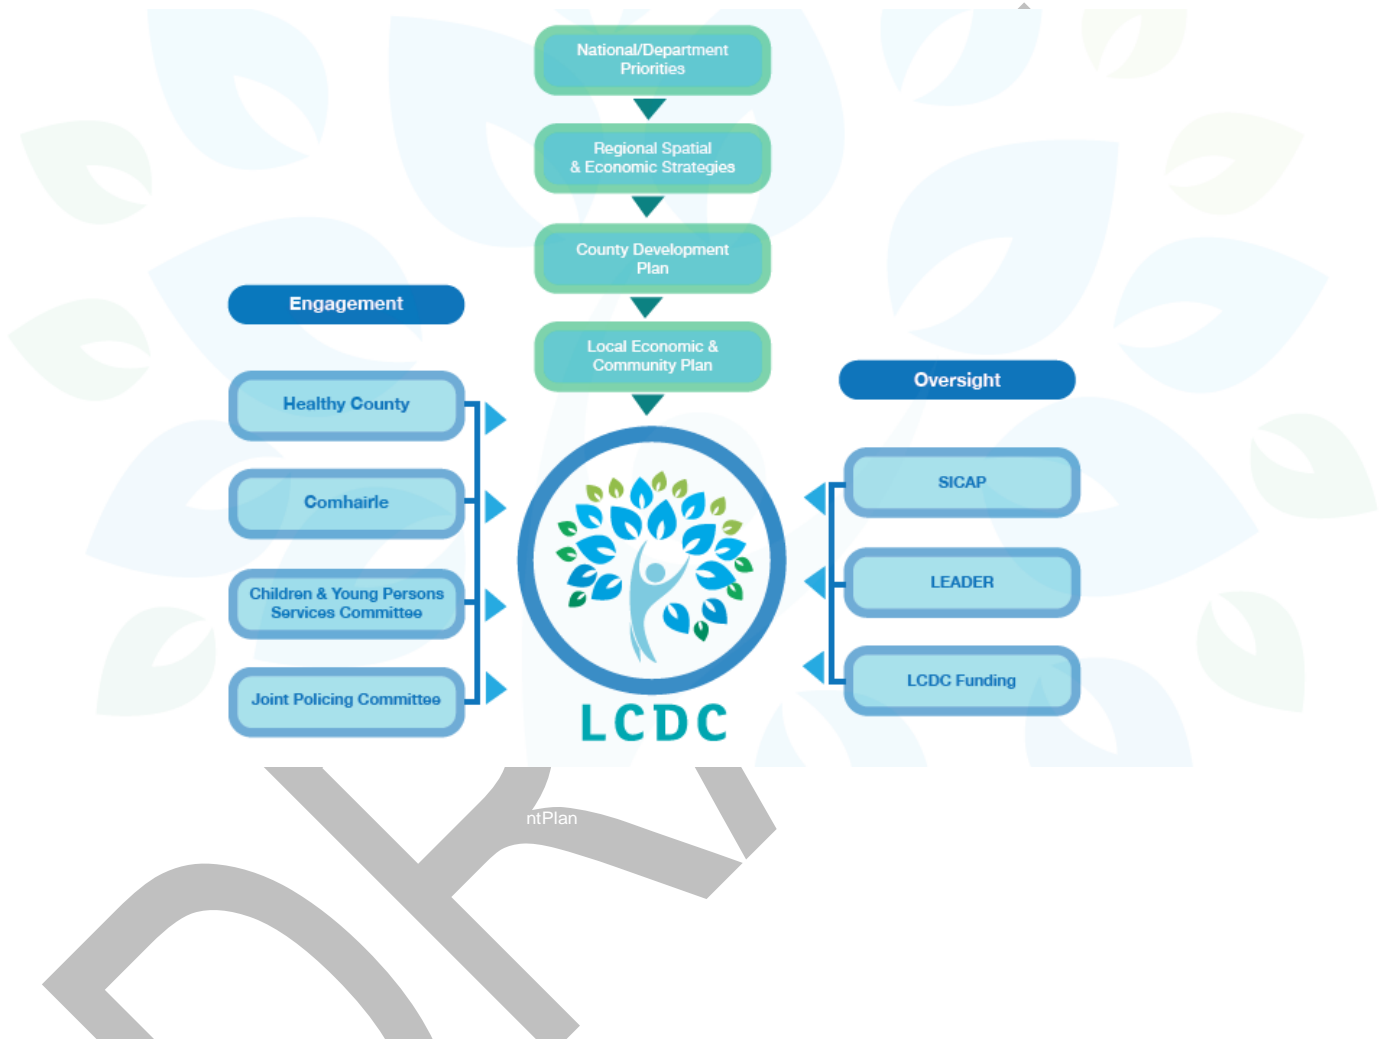 National/Department
Priorities
Regional Spatial
& Economic Strategies
County Development
Plan
Local Economic &
Community Plan
Engagement
Healthy County
Comhairle
Children & Young Persons
Services Committee
Joint Policing Committee
Oversight
SICAP
LEADER
LCDC Funding
LCDC
ntPlan